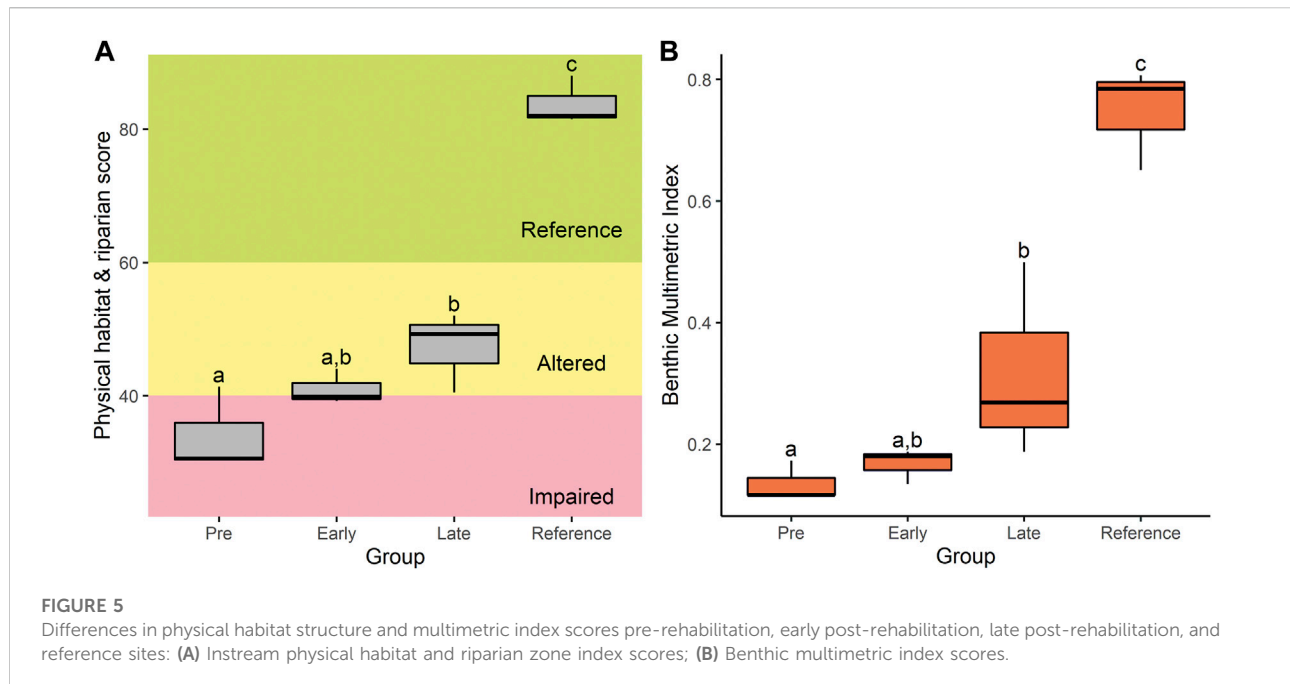 A
Physical habitat & riparian score
80
60
40
a
a,b
b
c
Reference
Altered
Impaired
Pre
Early
Late
Reference
Group
B
Benthic Multimetric Index
0.8
0.6
0.4
0.2
a
a,b
b
c
Pre
Early
Late
Reference
Group
FIGURE 5
Differences in physical habitat structure and multimetric index scores pre-rehabilitation, early post-rehabilitation, late post-rehabilitation, and
reference sites: (A) Instream physical habitat and riparian zone index scores; (B) Benthic multimetric index scores.